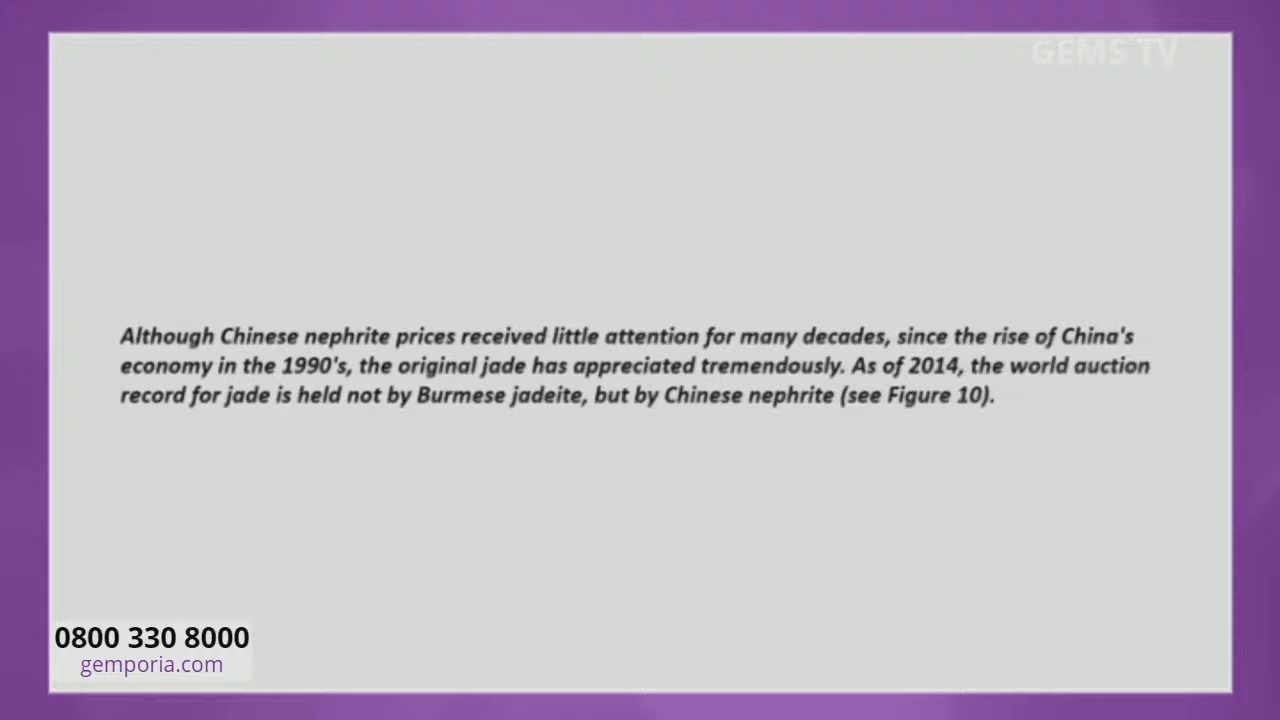 GEMS TV
Although Chinese nephrite prices received little attention for many decades, since the rise of China's
economy in the 1990's, the original jade has appreciated tremendously. As of 2014, the world auction
record for jade is held not by Burmese jadeite, but by Chinese nephrite (see Figure 10).
0800 330 8000
gemporia.com